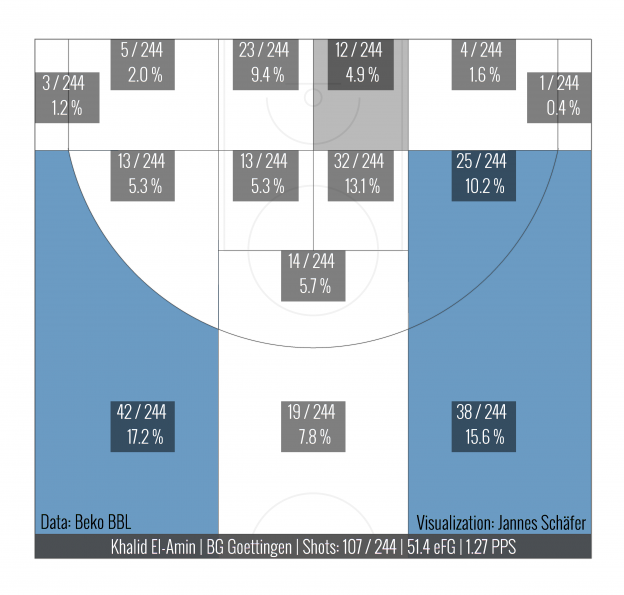 5 / 244
2.0 %
23 / 244
9.4 %
12 / 244
4.9 %
4 / 244
1.6 %
3 / 244
1.2 %
1 / 244
0.4 %
13 / 244
5.3 %
13 / 244
5.3 %
32 / 244
13.1 %
25 / 244
10.2 %
14 / 244
5.7 %
42 / 244
17.2 %
19 / 244
7.8 %
38 / 244
15.6 %
Data: Beko BBL
Visualization: Jannes Schäfer
Khalid El-Amin | BG Goettingen | Shots: 107 / 244 | 51.4 eFG | 1.27 PPS